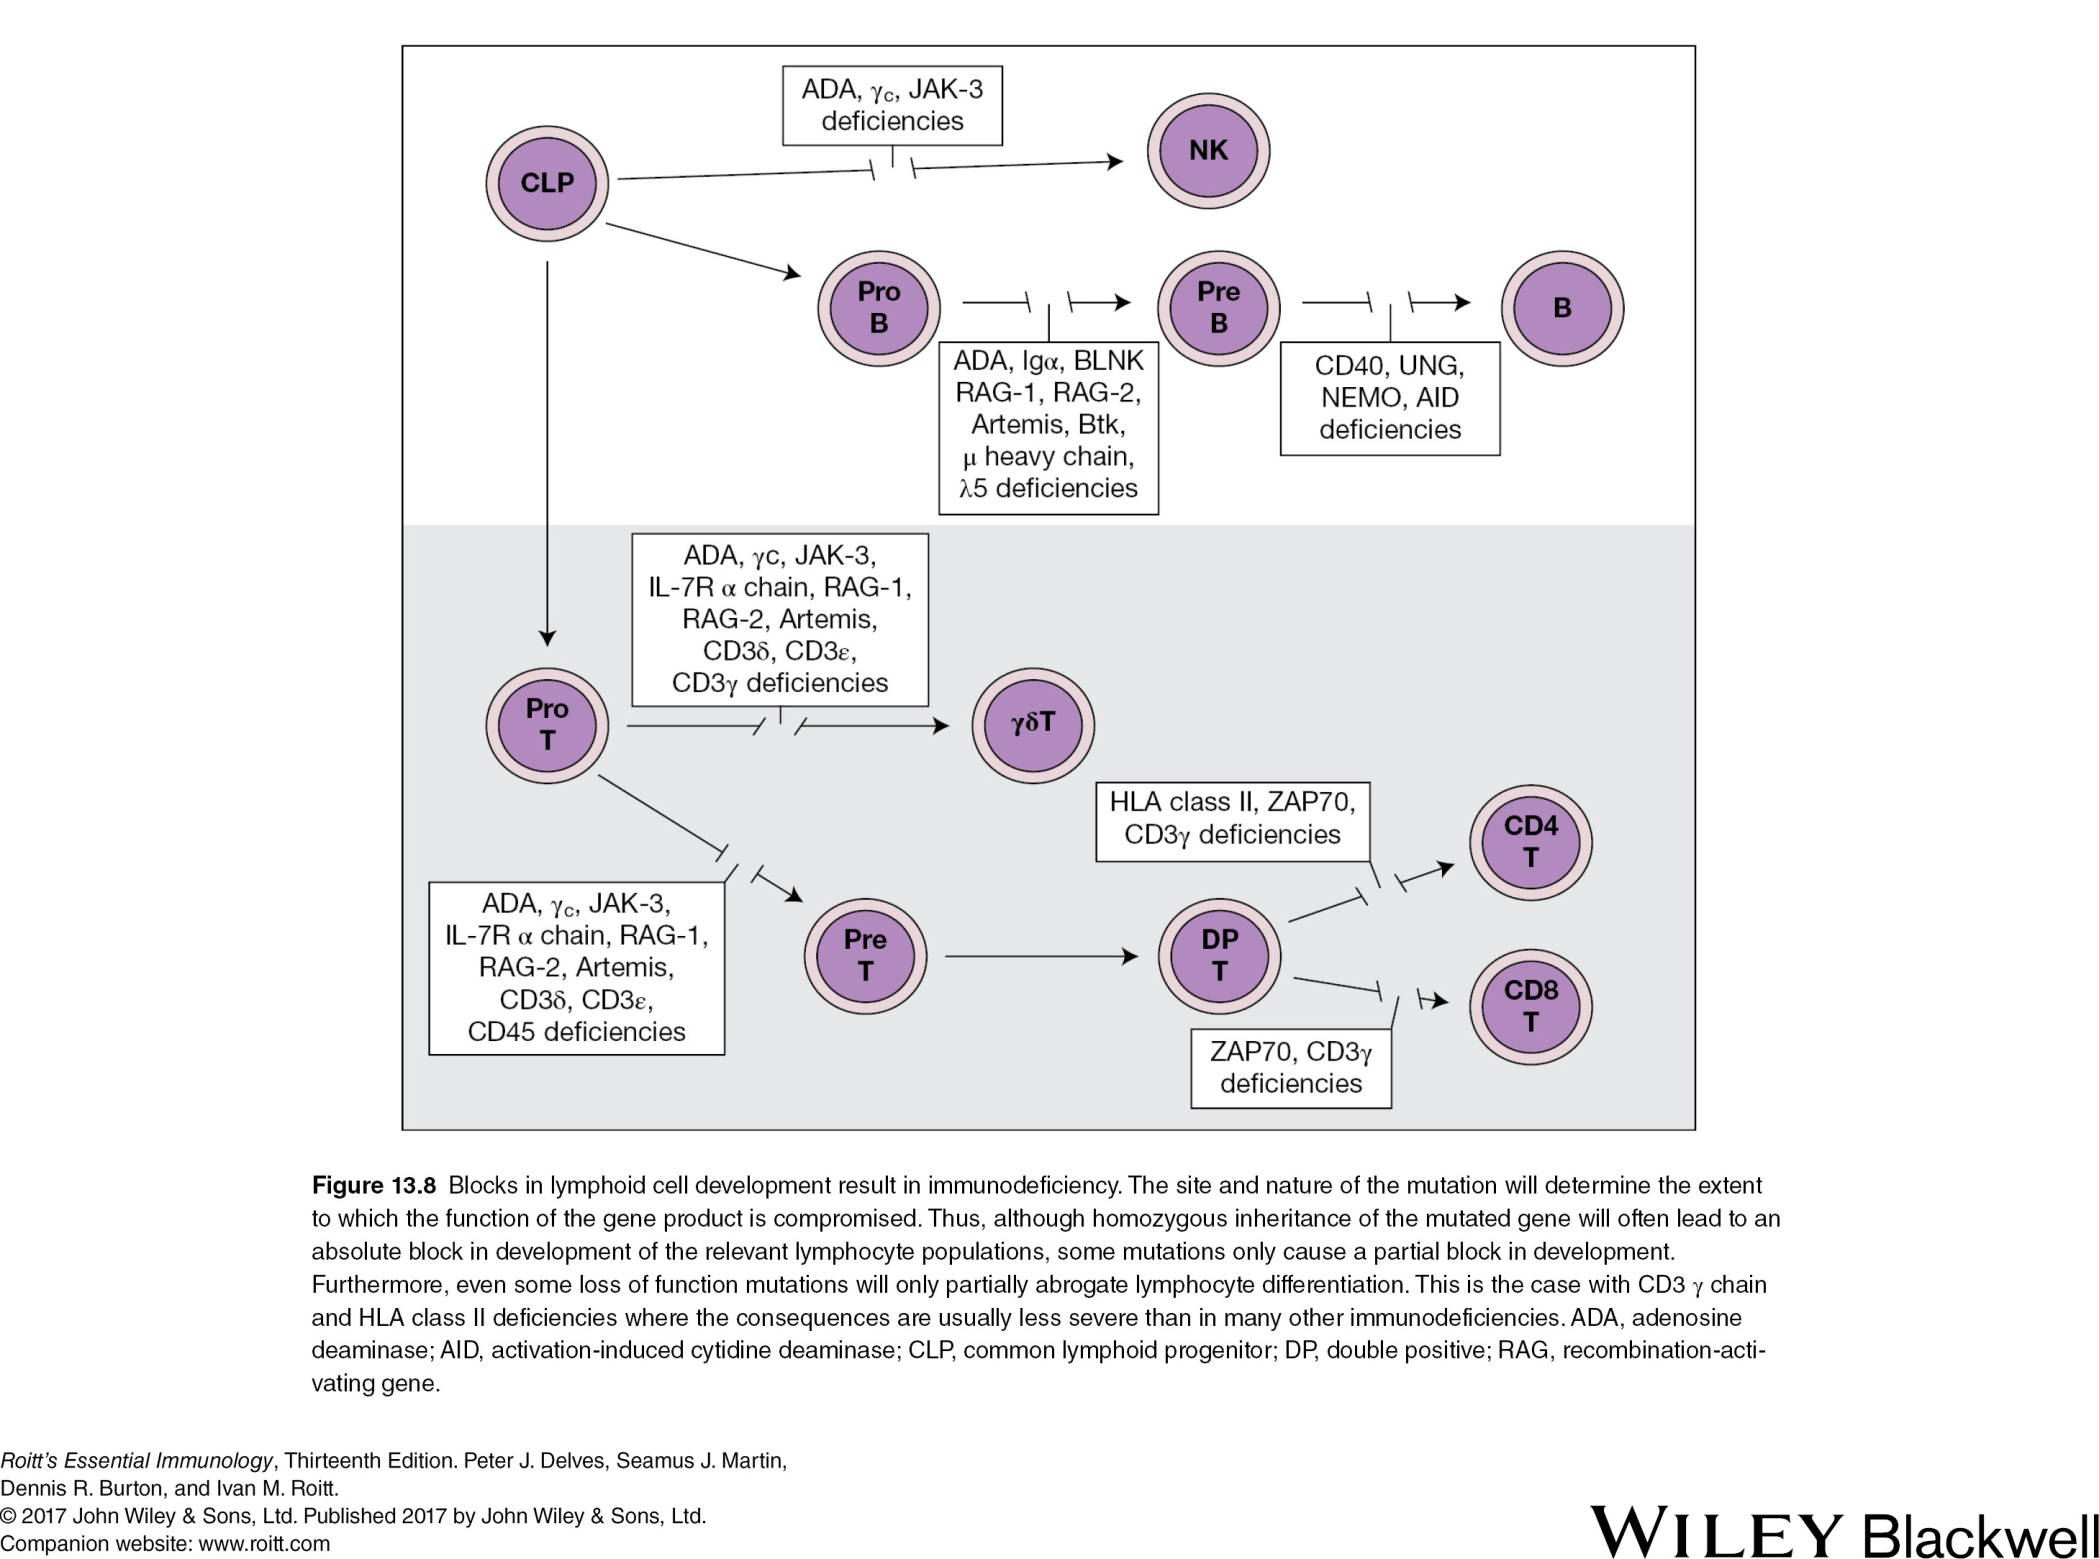 ADA, γc, JAK-3
deficiencies
CLP
NK
Pro
B
Pre
B
B
ADA, Igα, BLNK
RAG-1, RAG-2,
Artemis, Btk,
μ heavy chain,
λ5 deficiencies
CD40, UNG,
NEMO, AID
deficiencies
ADA, γc, JAK-3,
IL-7R α chain, RAG-1,
RAG-2, Artemis,
CD3δ, CD3ε,
CD3γ deficiencies
Pro
T
γδT
HLA class II, ZAP70,
CD3γ deficiencies
CD4
T
ADA, γc, JAK-3,
IL-7R α chain, RAG-1,
RAG-2, Artemis,
CD3δ, CD3ε,
CD45 deficiencies
Pre
T
DP
T
CD8
T
ZAP70, CD3γ
deficiencies
Figure 13.8 Blocks in lymphoid cell development result in immunodeficiency. The site and nature of the mutation will determine the extent
to which the function of the gene product is compromised. Thus, although homozygous inheritance of the mutated gene will often lead to an
absolute block in development of the relevant lymphocyte populations, some mutations only cause a partial block in development.
Furthermore, even some loss of function mutations will only partially abrogate lymphocyte differentiation. This is the case with CD3 γ chain
and HLA class II deficiencies where the consequences are usually less severe than in many other immunodeficiencies. ADA, adenosine
deaminase; AID, activation-induced cytidine deaminase; CLP, common lymphoid progenitor; DP, double positive; RAG, recombination-acti-
vating gene.
Roitt's Essential Immunology, Thirteenth Edition. Peter J. Delves, Seamus J. Martin,
Dennis R. Burton, and Ivan M. Roitt.
© 2017 John Wiley & Sons, Ltd. Published 2017 by John Wiley & Sons, Ltd.
Companion website: www.roitt.com
WILEY Blackwell